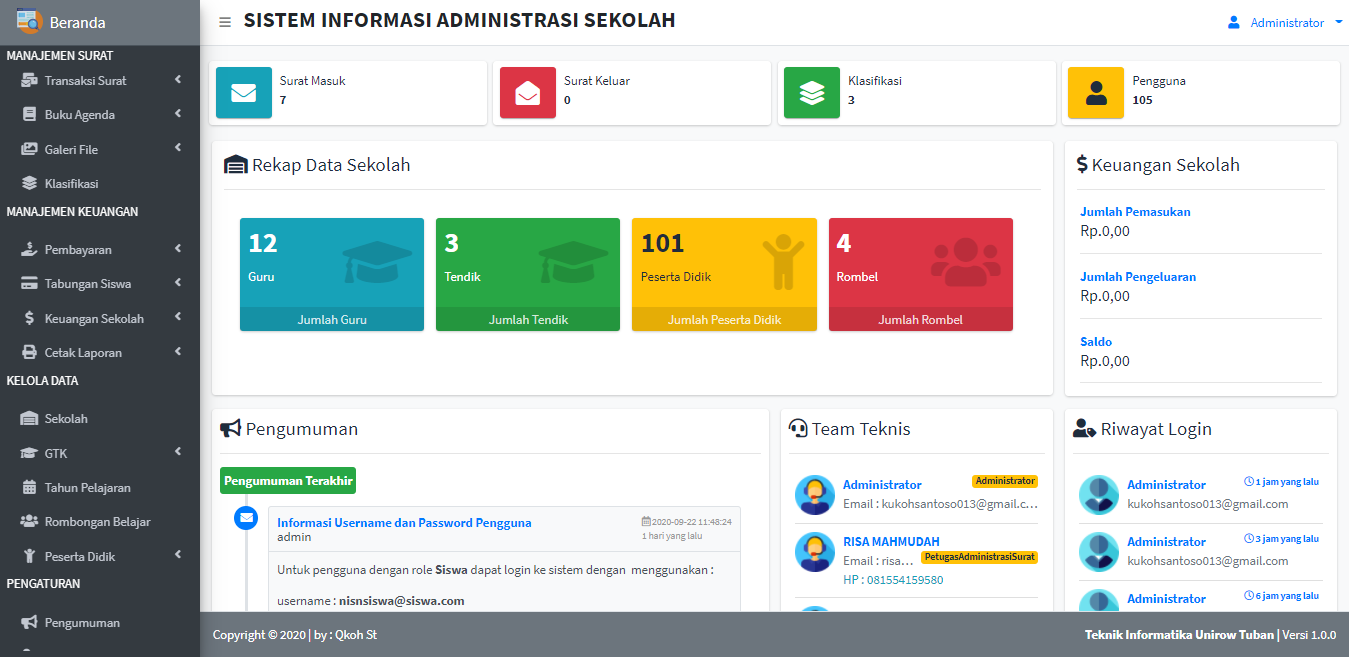 Beranda
SISTEM INFORMASI ADMINISTRASI SEKOLAH
Administrator
MANAJEMEN SURAT
Transaksi Surat
Buku Agenda
Galeri File
Klasifikasi
MANAJEMEN KEUANGAN
Pembayaran
Tabungan Siswa
Keuangan Sekolah
Cetak Laporan
KELOLA DATA
Sekolah
GTK
Tahun Pelajaran
Rombongan Belajar
Peserta Didik
PENGATURAN
Pengumuman
Surat Masuk
7
Surat Keluar
0
Klasifikasi
3
Pengguna
105
Rekap Data Sekolah
12
Guru
Jumlah Guru
3
Tendik
Jumlah Tendik
101
Peserta Didik
Jumlah Peserta Didik
4
Rombel
Jumlah Rombel
$ Keuangan Sekolah
Jumlah Pemasukan
Rp.0,00
Jumlah Pengeluaran
Rp.0,00
Saldo
Rp.0,00
Pengumuman
Pengumuman Terakhir
Informasi Username dan Password Pengguna
2020-09-22 11:48:24
admin
1 hari yang lalu
Untuk pengguna dengan role Siswa dapat login ke sistem dengan menggunakan :
username : nisnsiswa@siswa.com
Team Teknis
Administrator
Administrator
Email : kukohsantoso013@gmail.c...
RISA MAHMUDAH
Email : risa...
PetugasAdministrasiSurat
HP : 081554159580
Riwayat Login
Administrator
1 jam yang lalu
kukohsantoso013@gmail.com
Administrator
3 jam yang lalu
kukohsantoso013@gmail.com
Administrator
6 jam yang lalu
Copyright © 2020 | by : Qkoh St
Teknik Informatika Unirow Tuban | Versi 1.0.0